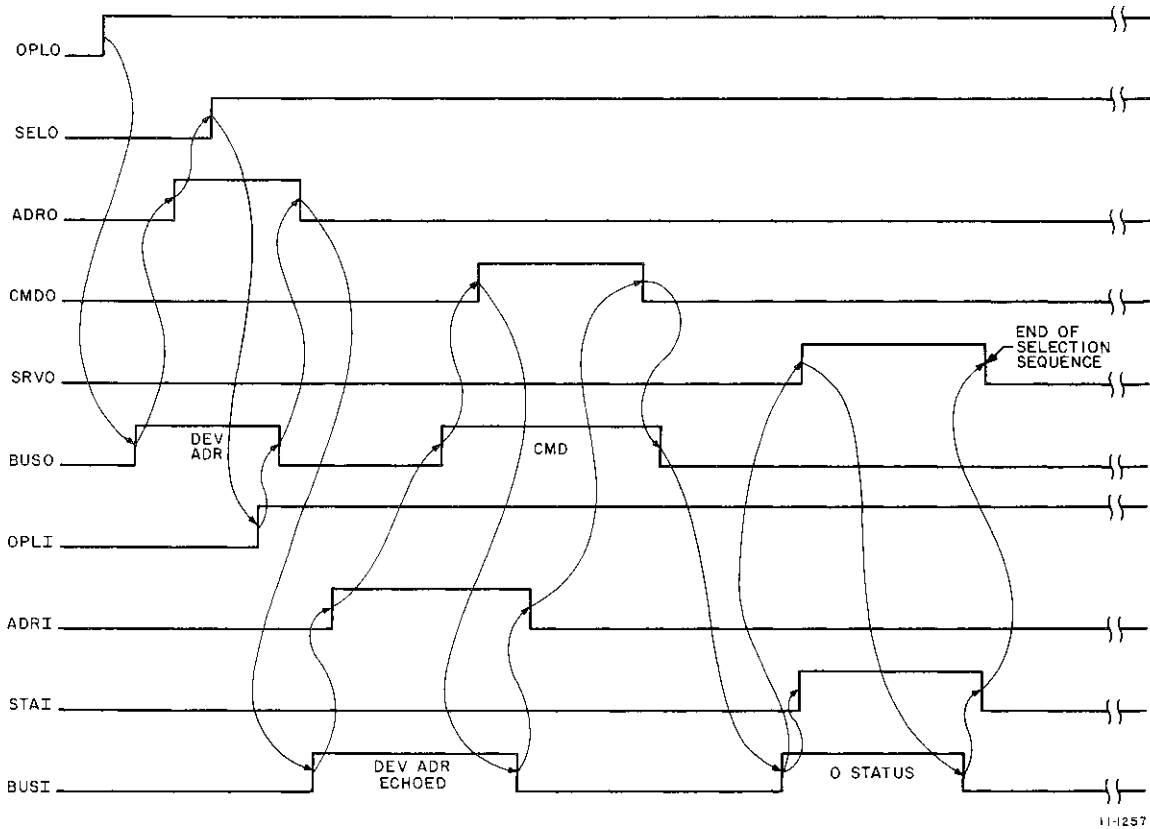 OPLO
SELO
ADRO
CMDO
SRVO
END OF
SELECTION
SEQUENCE
BUSO
DEV
ADR
CMD
OPLI
ADRI
STAI
BUSI
DEV ADR
ECHOED
O STATUS
11-1257